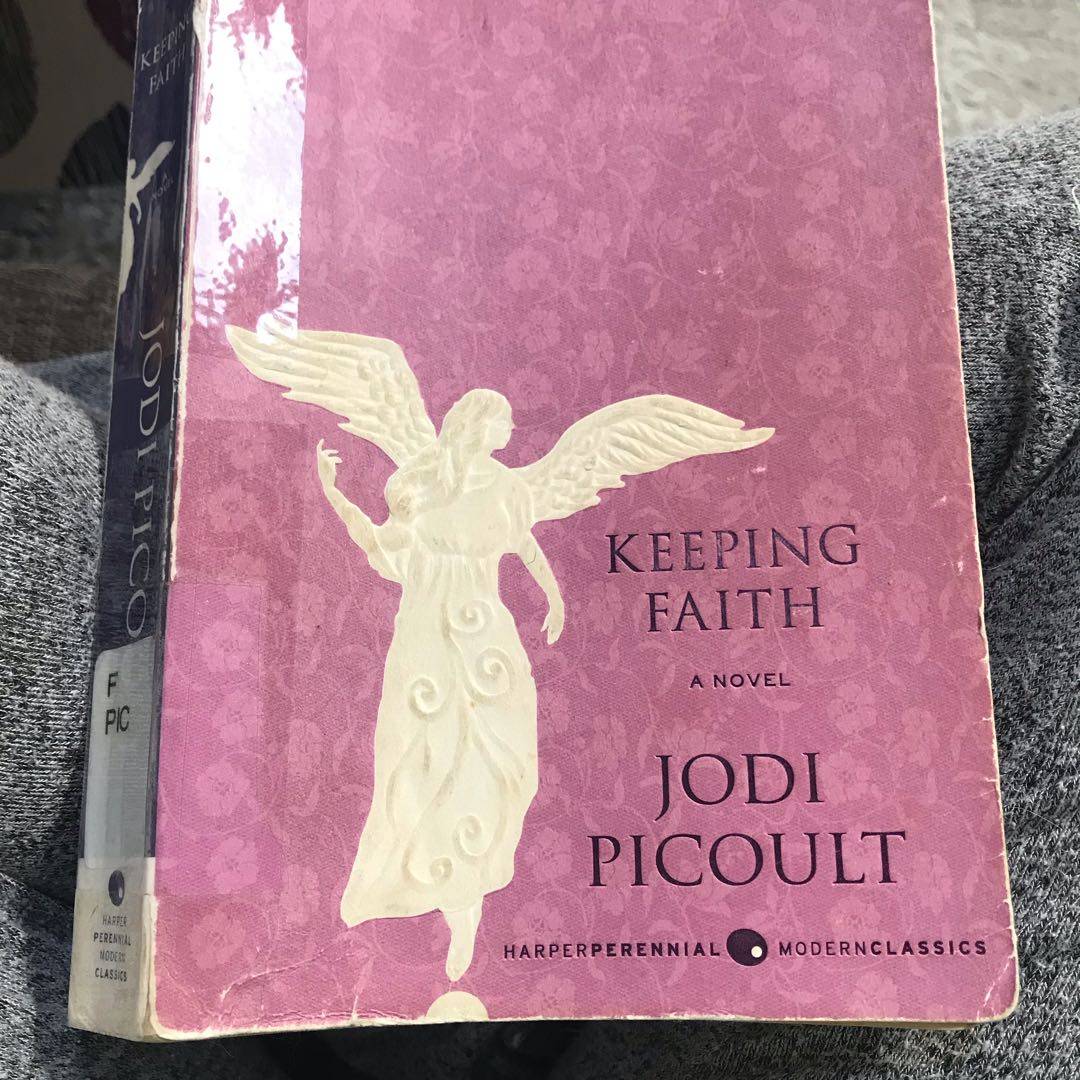 KEEPING
FAITH
A NOVEL
JODI
PICOULT
HARPERPERENNIAL MODERNCLASSICS
KEEPING
FAITH
A
NOVEL
JODI PICO
F
PIC
HARPER
PERENNIAL
MODERN
CLASSICS